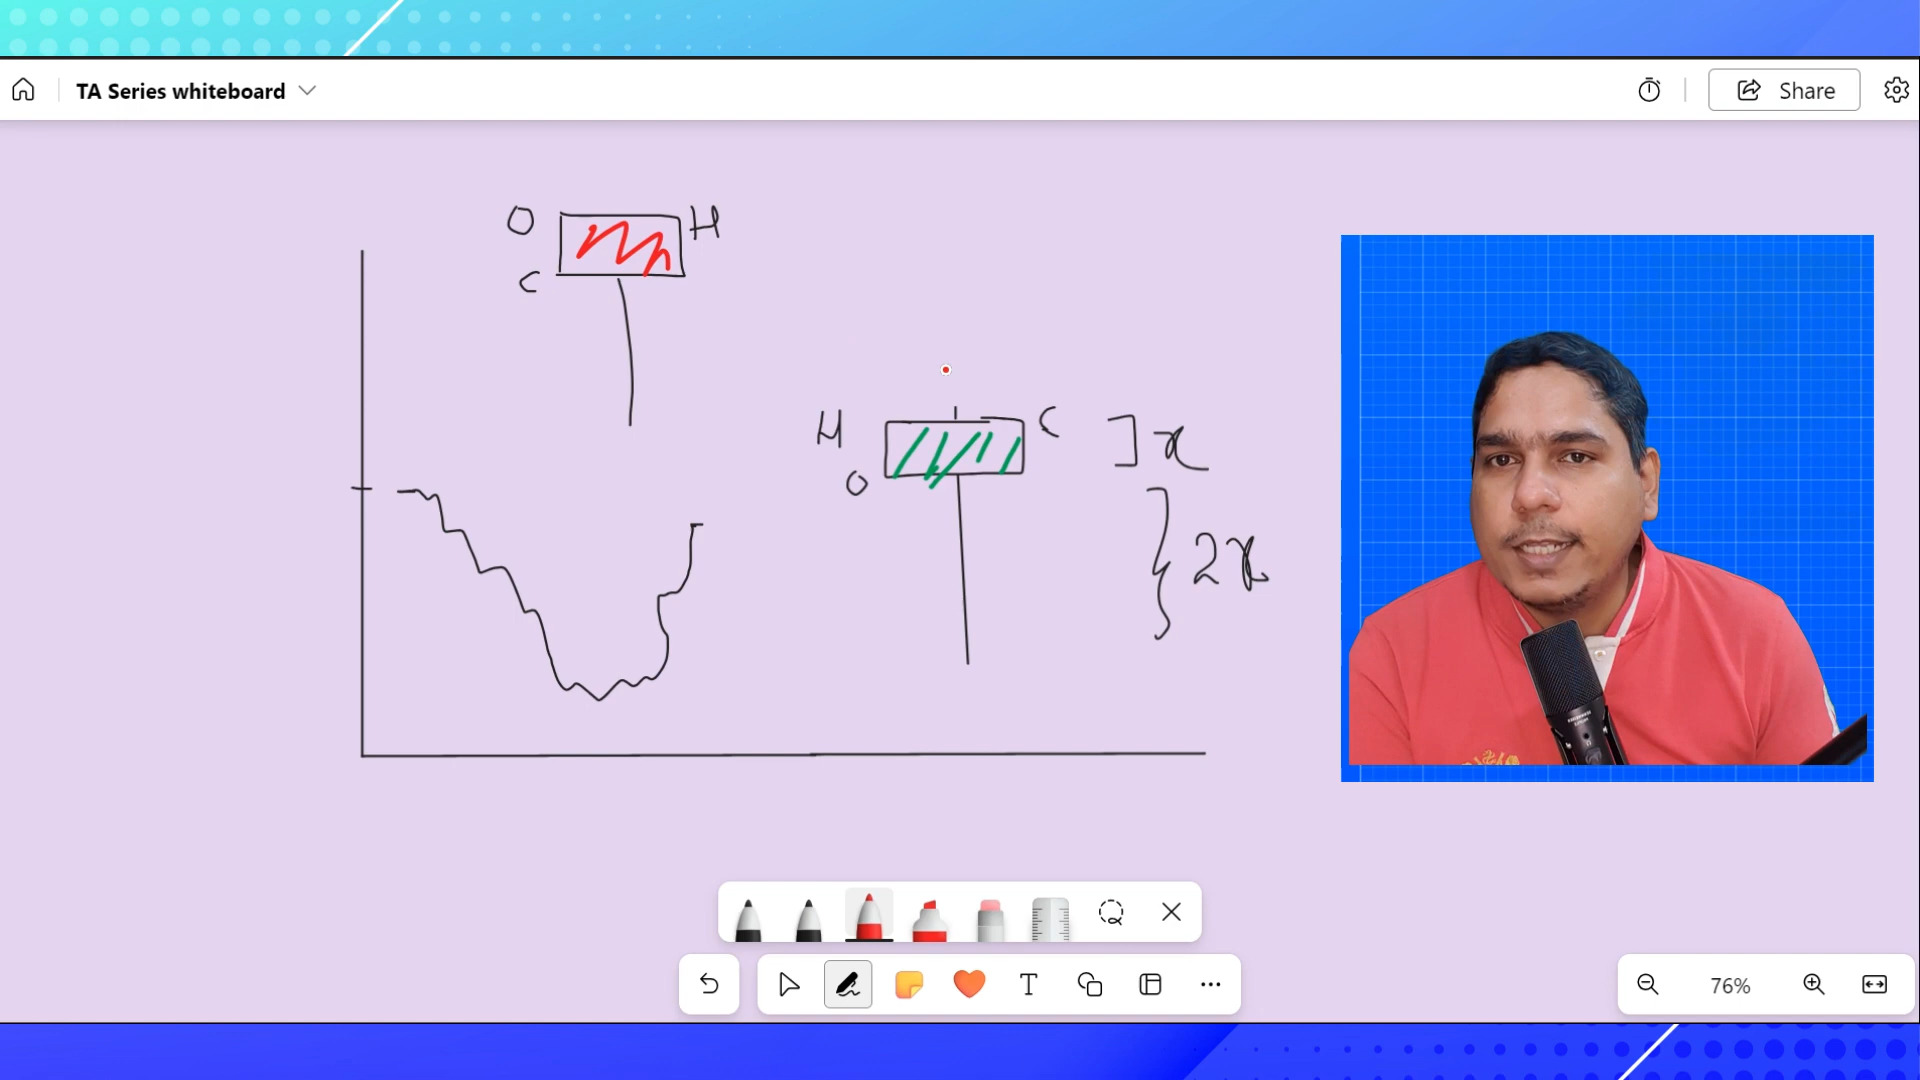 TA Series whiteboard
Share
O H
C
H C ] x
O
} 2x
T
76%